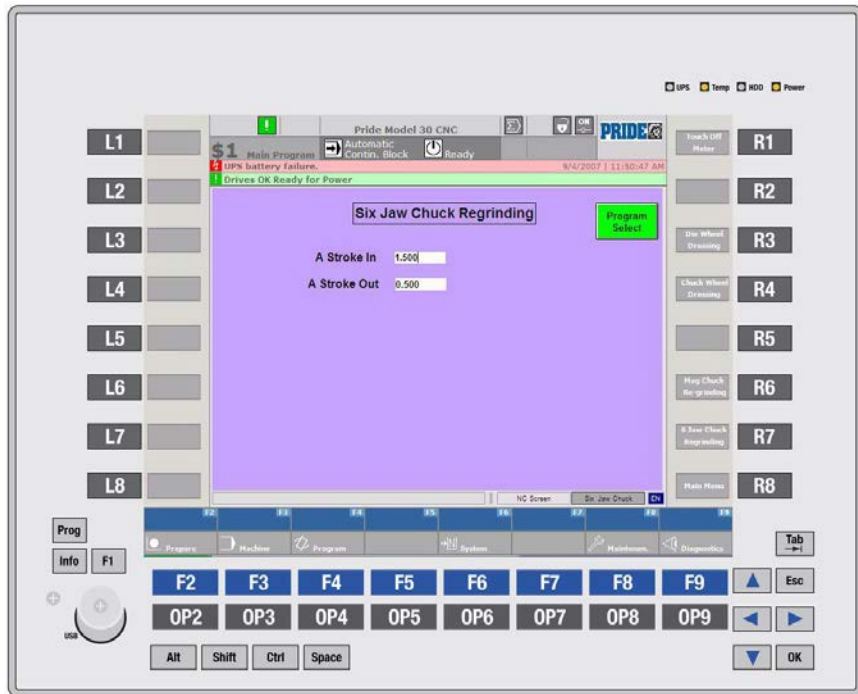 UPS Temp HDD Power
Pride Model 30 CNC ON PRIDE
$1 Main Program Automatic Contin. Block Ready
UPS battery failure. 9/4/2007 | 11:50:47 AM
Drives OK Ready for Power
Six Jaw Chuck Regrinding
Program
Select
A Stroke In 1.500
A Stroke Out 0.500
NC Screen Six Jaw Chuck EN
L1
L2
L3
L4
L5
L6
L7
L8
Touch Off
Meter
R1
R2
Die Wheel
Dressing
R3
Chuck Wheel
Dressing
R4
R5
Mag Chuck
Re-grinding
R6
6 Jaw Chuck
Regrinding
R7
Main Menu
R8
F2 F3 F4 F5 F6 F7 F8 F9
Prepare Machine Program System Maintenan. Diagnostics
Prog
Info F1
USB
F2 F3 F4 F5 F6 F7 F8 F9
OP2 OP3 OP4 OP5 OP6 OP7 OP8 OP9
Alt Shift Ctrl Space
Tab
Esc
OK